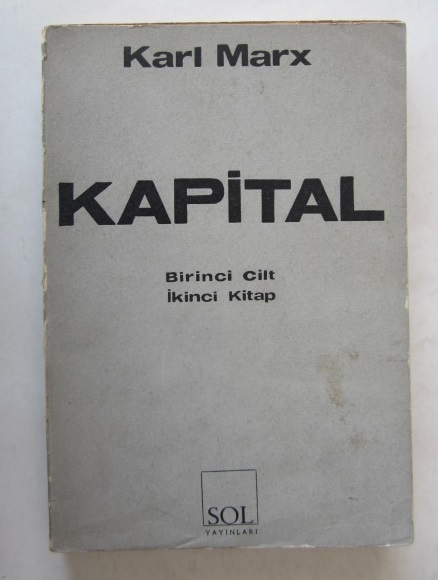 Karl Marx
KAPİTAL
Birinci Cilt
İkinci Kitap
SOL
YAYINLARI